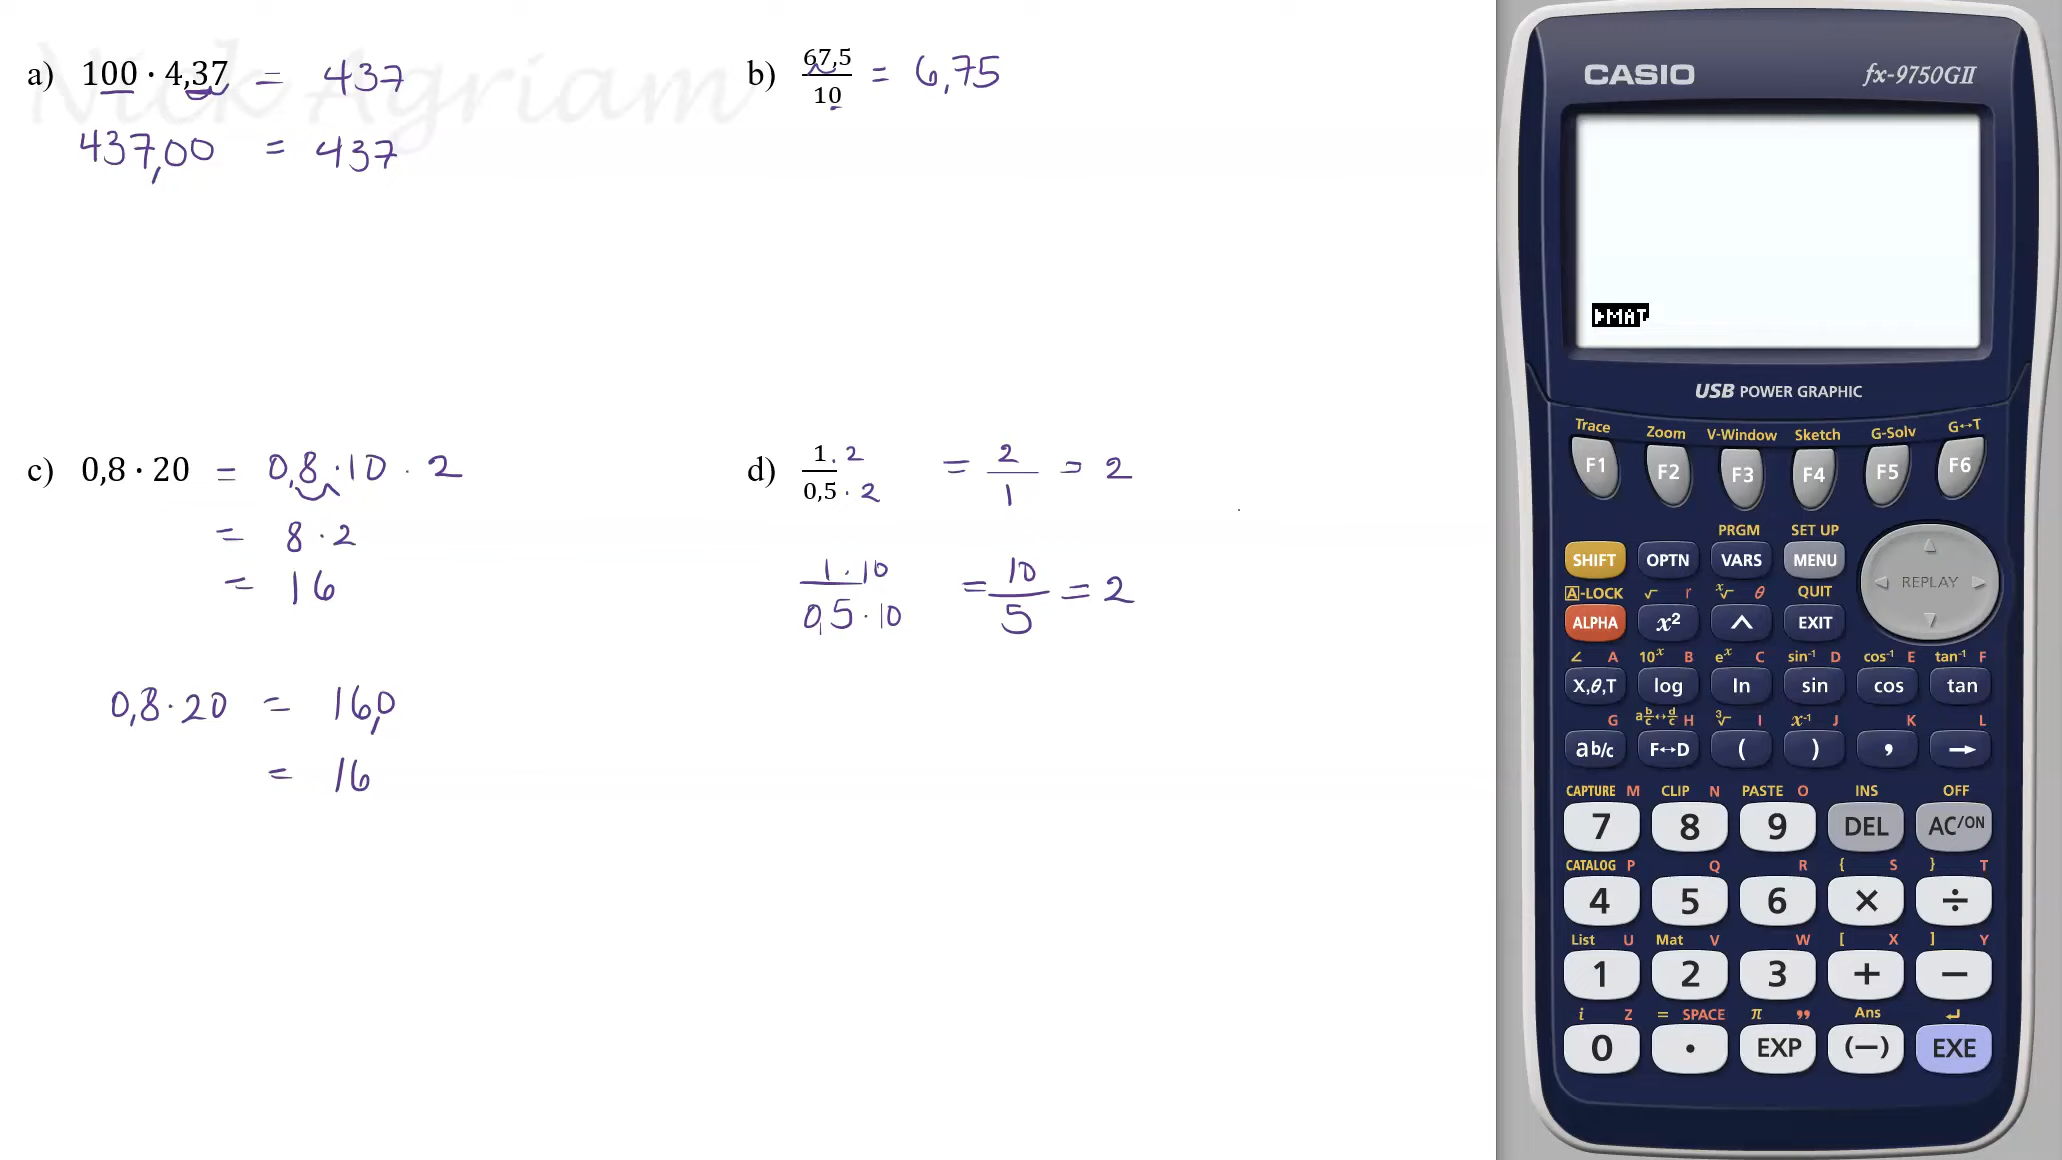 Nick Agriam
a) 100 · 4,37 = 437
437,00 = 437
b) 67,5/10 = 6,75
c) 0,8 · 20 = 0,8 · 10 · 2
= 8 · 2
= 16
0,8 · 20 = 16,0
= 16
d) 1 · 2/0,5 · 2 = 2/1 = 2
1 · 10/0,5 · 10 = 10/5 = 2
CASIO fx-9750GII
▶MAT
USB POWER GRAPHIC
Trace Zoom V-Window Sketch G-Solv G↔T
F1 F2 F3 F4 F5 F6
PRGM SET UP
SHIFT OPTN VARS MENU
REPLAY
A-LOCK √ r ˣ√ θ QUIT
ALPHA x² ^ EXIT
∠ A 10ˣ B eˣ C sin⁻¹ D cos⁻¹ E tan⁻¹ F
X,θ,T log ln sin cos tan
G a b/c↔d/c H ³√ I x⁻¹ J K L
ab/c F↔D ( ) , →
CAPTURE M CLIP N PASTE O INS OFF
7 8 9 DEL AC/ON
CATALOG P Q R { S } T
4 5 6 × ÷
List U Mat V W [ X ] Y
1 2 3 + −
i Z = SPACE π " Ans ↵
0 . EXP (−) EXE